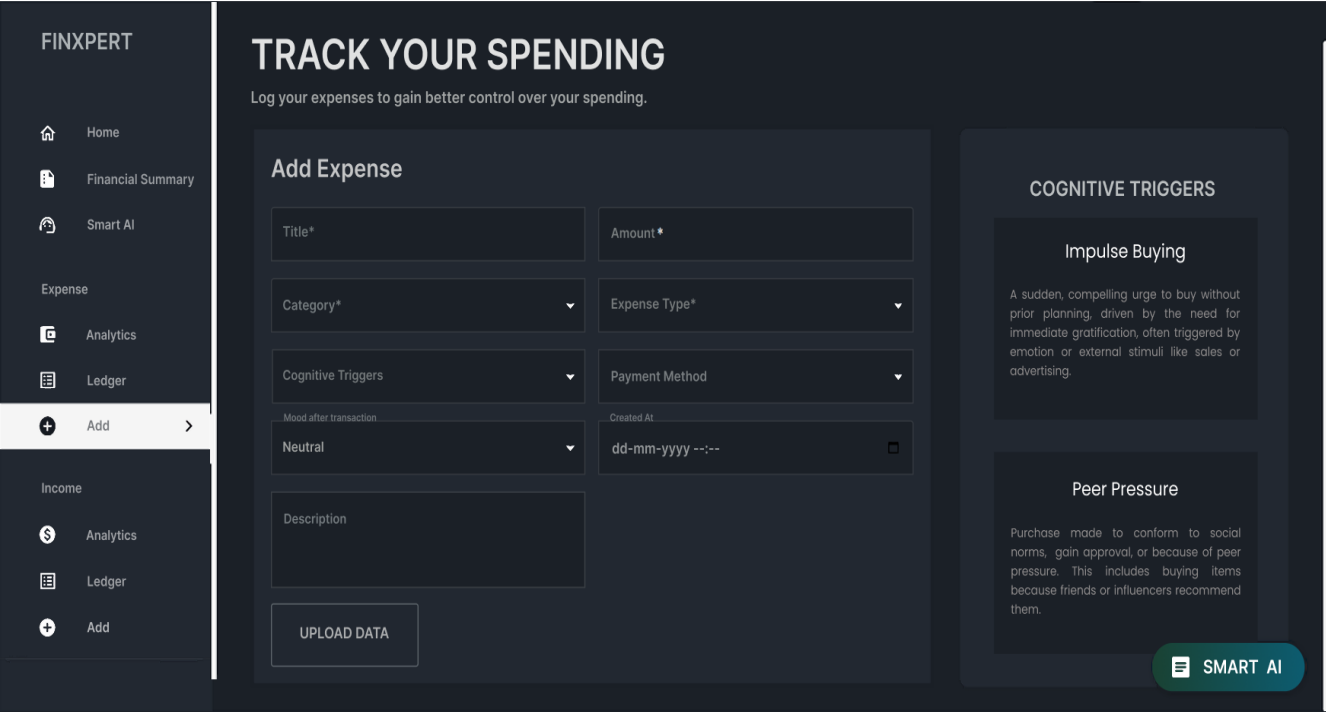 FINXPERT
Home
Financial Summary
Smart AI
Expense
Analytics
Ledger
Add
Income
Analytics
Ledger
Add
TRACK YOUR SPENDING
Log your expenses to gain better control over your spending.
Add Expense
Title*
Amount*
Category*
Expense Type*
Cognitive Triggers
Payment Method
Mood after transaction
Neutral
Created At
dd-mm-yyyy --:--
Description
UPLOAD DATA
COGNITIVE TRIGGERS
Impulse Buying
A sudden, compelling urge to buy without
prior planning, driven by the need for
immediate gratification, often triggered by
emotion or external stimuli like sales or
advertising.
Peer Pressure
Purchase made to conform to social
norms, gain approval, or because of peer
pressure. This includes buying items
because friends or influencers recommend
them.
SMART AI